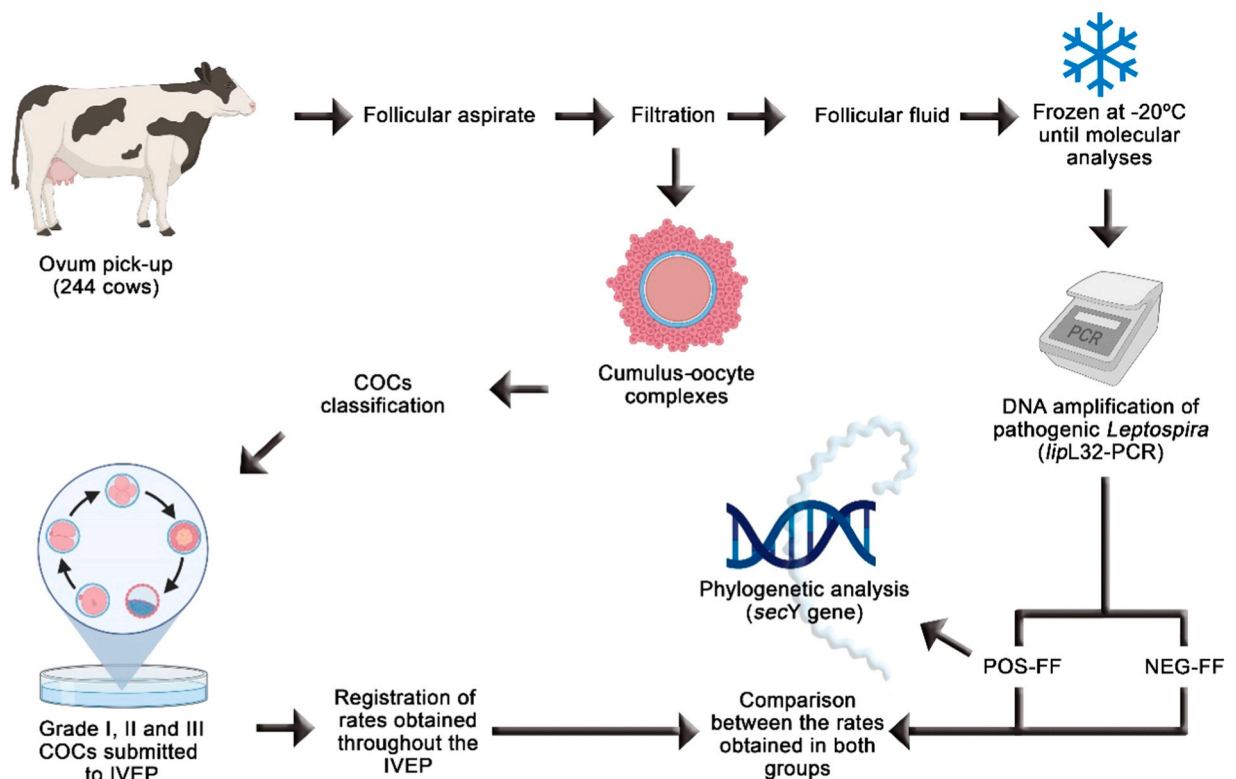 Follicular aspirate
Filtration
Follicular fluid
Frozen at -20ºC
until molecular
analyses
Ovum pick-up
(244 cows)
PCR
Cumulus-oocyte
complexes
COCs
classification
DNA amplification of
pathogenic Leptospira
(lipL32-PCR)
Phylogenetic analysis
(secY gene)
POS-FF
NEG-FF
Grade I, II and III
COCs submitted
to IVEP
Registration of
rates obtained
throughout the
IVEP
Comparison
between the rates
obtained in both
groups